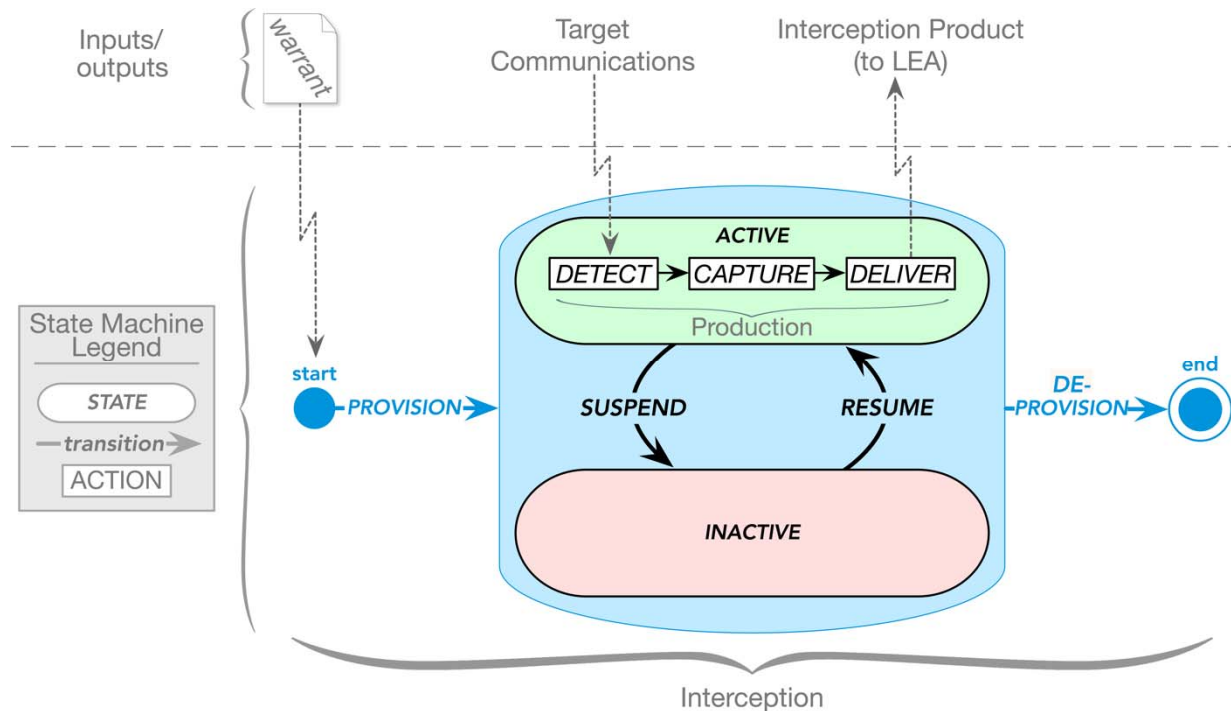 Inputs/
outputs
warrant
Target
Communications
Interception Product
(to LEA)
State Machine
Legend
STATE
transition
ACTION
start
PROVISION
ACTIVE
DETECT
CAPTURE
DELIVER
Production
SUSPEND
RESUME
INACTIVE
DE-
PROVISION
end
Interception